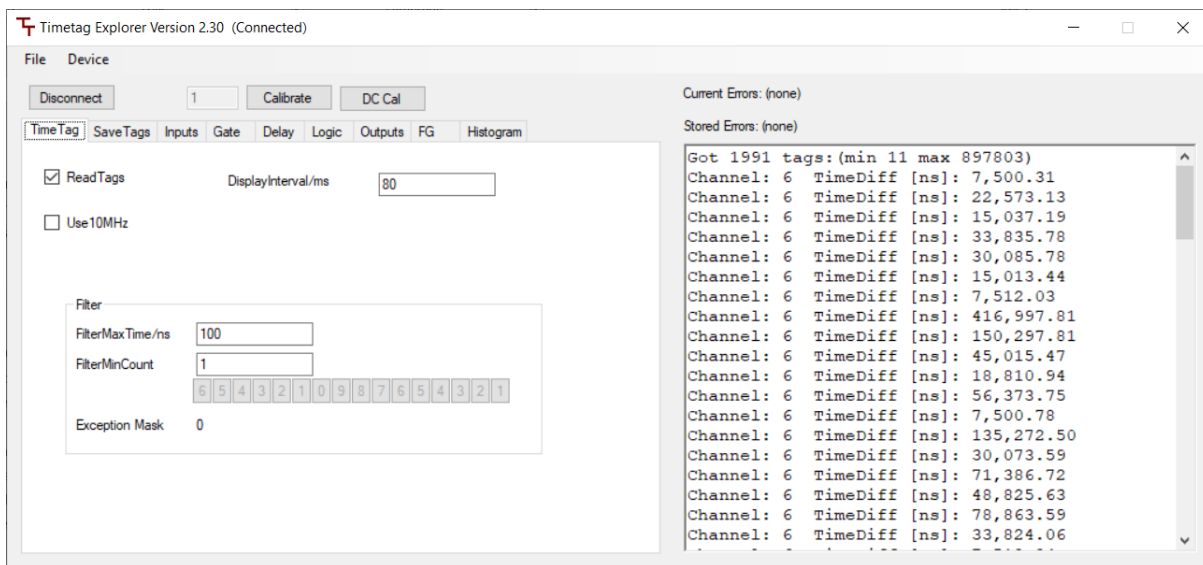 Timetag Explorer Version 2.30 (Connected)
File Device
Disconnect 1 Calibrate DC Cal
TimeTag SaveTags Inputs Gate Delay Logic Outputs FG Histogram
ReadTags DisplayInterval/ms 80
Use10MHz
Filter
FilterMaxTime/ns 100
FilterMinCount 1
6 5 4 3 2 1 0 9 8 7 6 5 4 3 2 1
Exception Mask 0
Current Errors: (none)
Stored Errors: (none)
Got 1991 tags:(min 11 max 897803)
Channel: 6 TimeDiff [ns]: 7,500.31
Channel: 6 TimeDiff [ns]: 22,573.13
Channel: 6 TimeDiff [ns]: 15,037.19
Channel: 6 TimeDiff [ns]: 33,835.78
Channel: 6 TimeDiff [ns]: 30,085.78
Channel: 6 TimeDiff [ns]: 15,013.44
Channel: 6 TimeDiff [ns]: 7,512.03
Channel: 6 TimeDiff [ns]: 416,997.81
Channel: 6 TimeDiff [ns]: 150,297.81
Channel: 6 TimeDiff [ns]: 45,015.47
Channel: 6 TimeDiff [ns]: 18,810.94
Channel: 6 TimeDiff [ns]: 56,373.75
Channel: 6 TimeDiff [ns]: 7,500.78
Channel: 6 TimeDiff [ns]: 135,272.50
Channel: 6 TimeDiff [ns]: 30,073.59
Channel: 6 TimeDiff [ns]: 71,386.72
Channel: 6 TimeDiff [ns]: 48,825.63
Channel: 6 TimeDiff [ns]: 78,863.59
Channel: 6 TimeDiff [ns]: 33,824.06